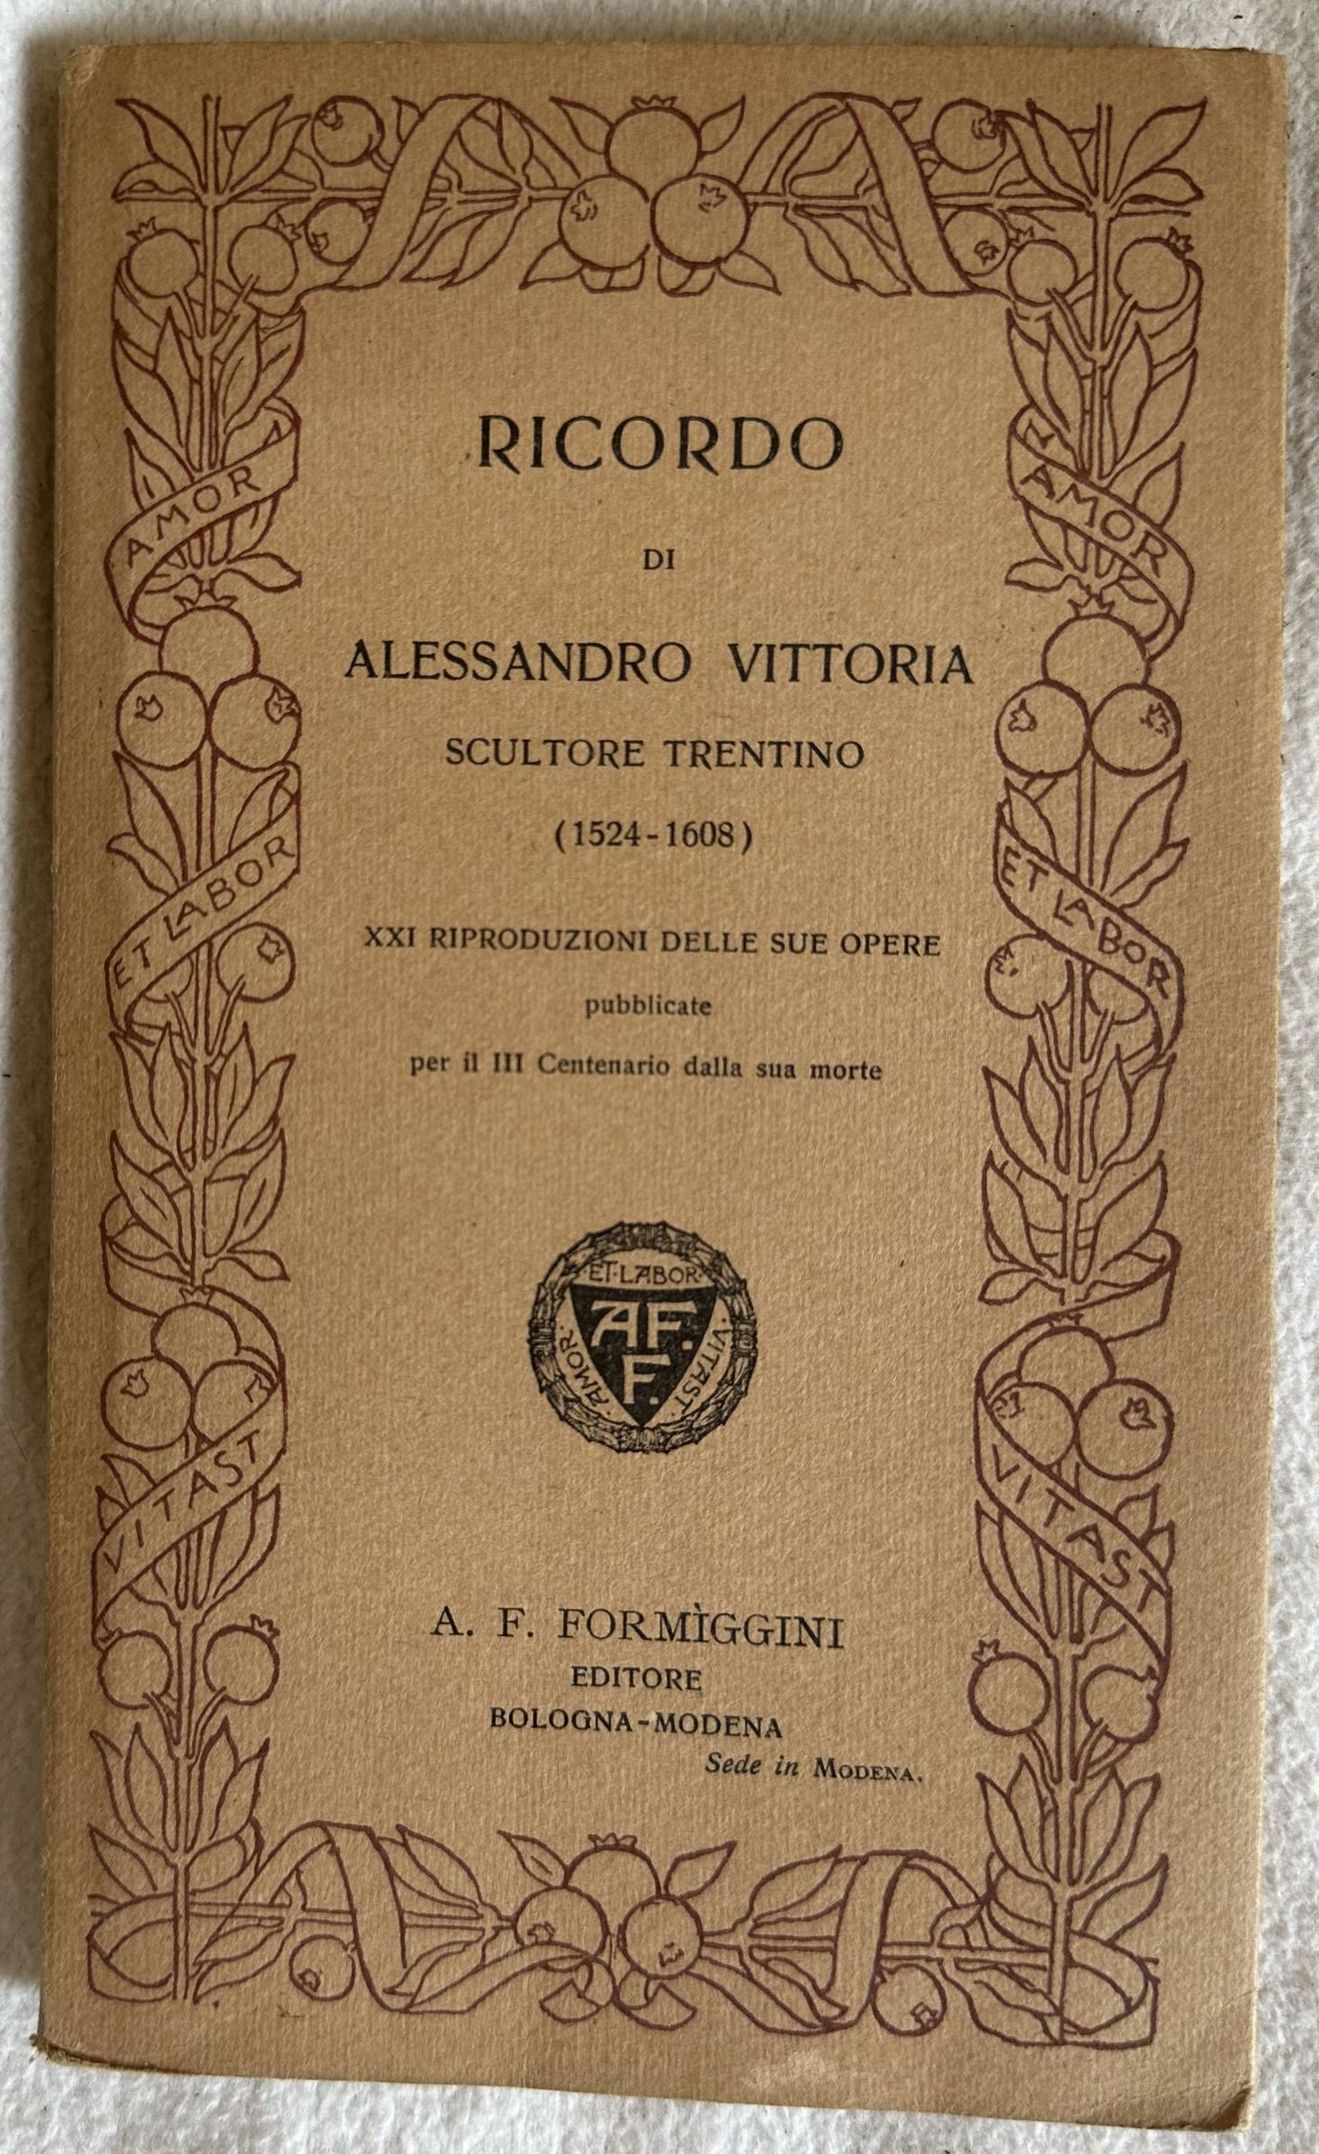 RICORDO
DI
ALESSANDRO VITTORIA
SCULTORE TRENTINO
(1524-1608)
XXI RIPRODUZIONI DELLE SUE OPERE
pubblicate
per il III Centenario dalla sua morte
AMOR
AMOR
ET LABOR
ET LABOR
VITAST
VITAST
AMOR · ET · LABOR · VITAST
A. F.
F.
A. F. FORMÌGGINI
EDITORE
BOLOGNA-MODENA
Sede in MODENA.